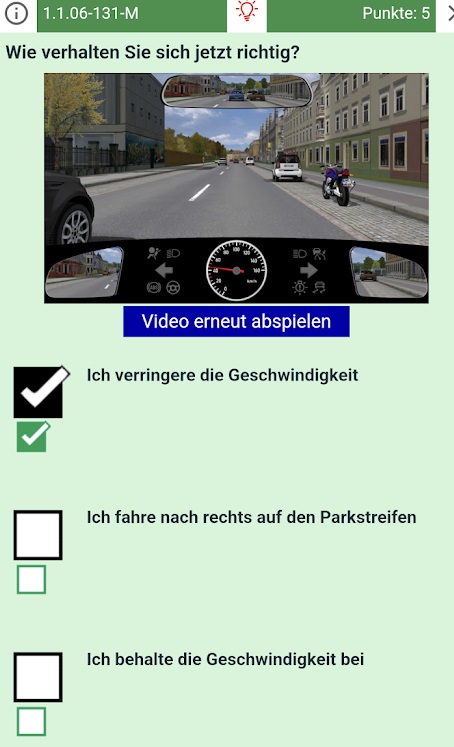 1.1.06-131-M
Punkte: 5
Wie verhalten Sie sich jetzt richtig?
Video erneut abspielen
Ich verringere die Geschwindigkeit
Ich fahre nach rechts auf den Parkstreifen
Ich behalte die Geschwindigkeit bei